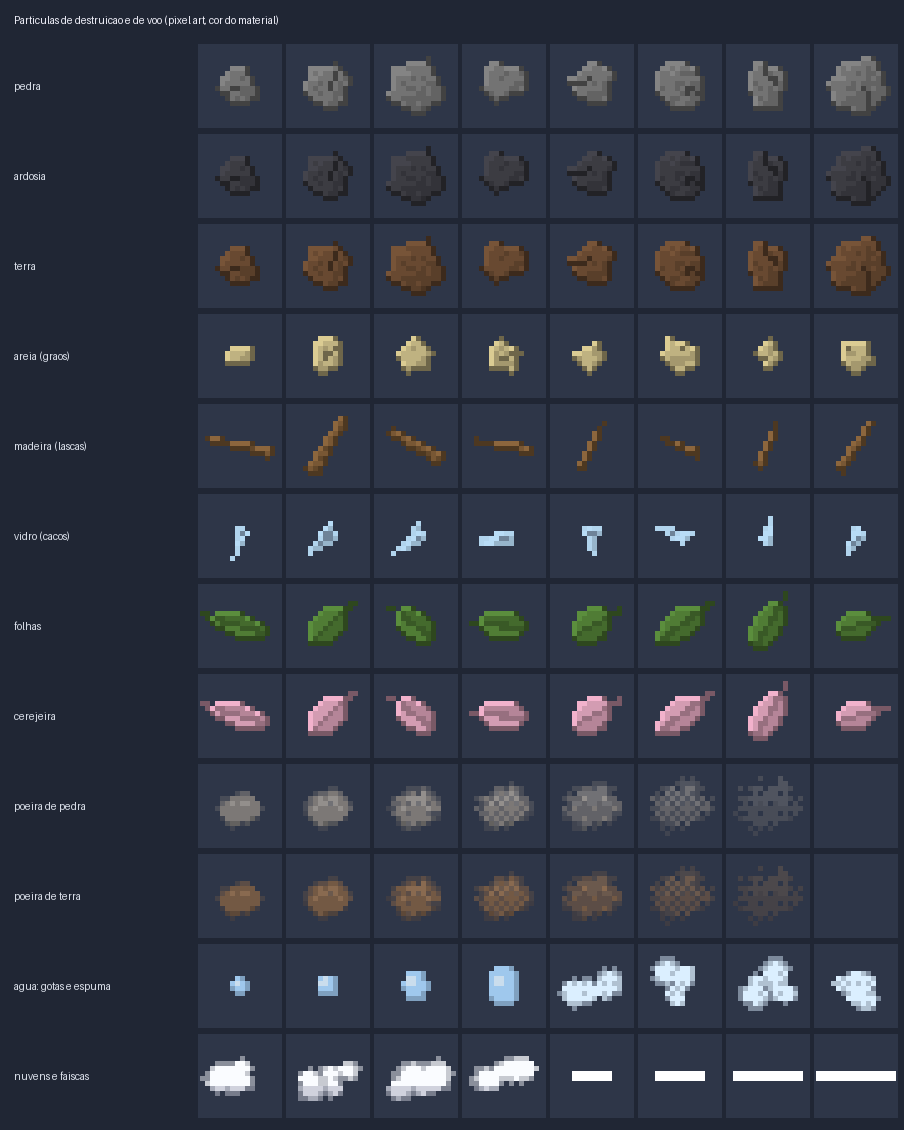 Particulas de destruicao e de voo (pixel art, cor do material)
pedra
ardosia
terra
areia (graos)
madeira (lascas)
vidro (cacos)
folhas
cerejeira
poeira de pedra
poeira de terra
agua: gotas e espuma
nuvens e faiscas